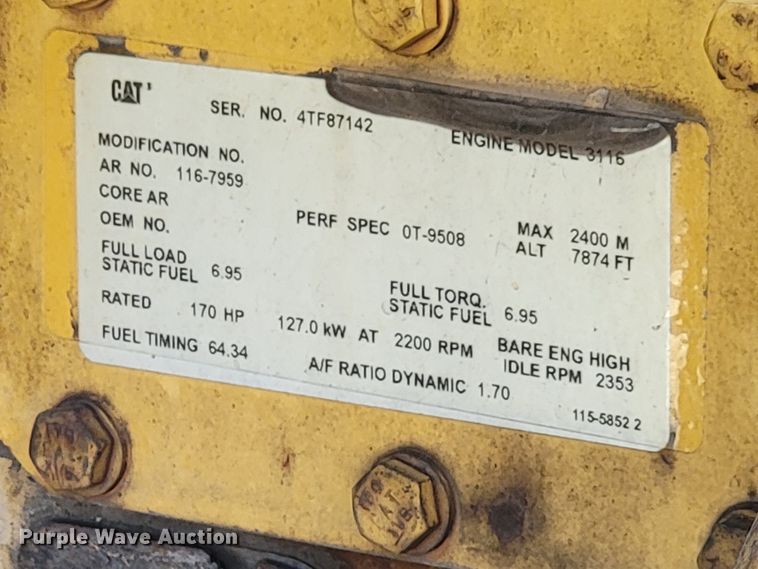 CAT
SER. NO. 4TF87142
ENGINE MODEL 3116
MODIFICATION NO.
AR NO. 116-7959
CORE AR
OEM NO.
PERF SPEC 0T-9508
MAX 2400 M
ALT 7874 FT
FULL LOAD
STATIC FUEL 6.95
FULL TORQ.
STATIC FUEL 6.95
RATED 170 HP 127.0 kW AT 2200 RPM
BARE ENG HIGH
IDLE RPM 2353
FUEL TIMING 64.34
A/F RATIO DYNAMIC 1.70
115-5852 2
Purple Wave Auction